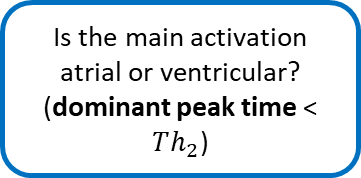 Is the main activation
atrial or ventricular?
(dominant peak time <
Th₂)